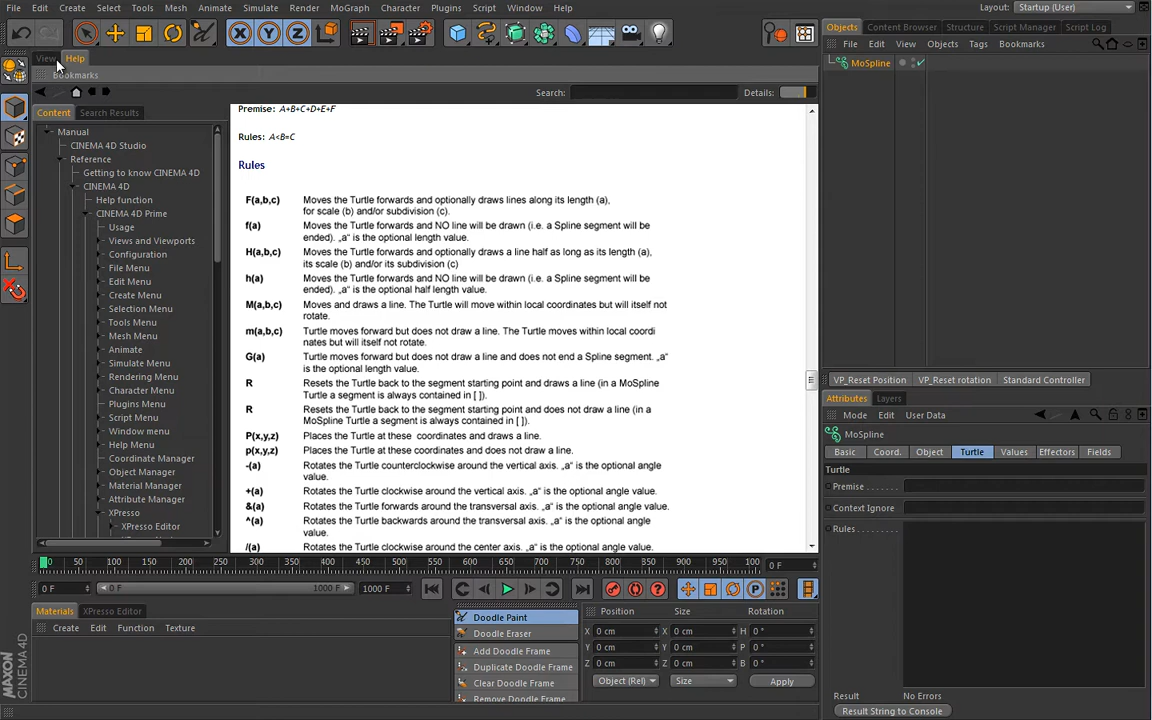 File Edit Create Select Tools Mesh Animate Simulate Render MoGraph Character Plugins Script Window Help
Layout: Startup (User)
X Y Z
Objects Content Browser Structure Script Manager Script Log
File Edit View Objects Tags Bookmarks
MoSpline
View Help
Bookmarks
Search: Details:
Content Search Results
Manual
CINEMA 4D Studio
Reference
Getting to know CINEMA 4D
CINEMA 4D
Help function
CINEMA 4D Prime
Usage
Views and Viewports
Configuration
File Menu
Edit Menu
Create Menu
Selection Menu
Tools Menu
Mesh Menu
Animate
Simulate Menu
Rendering Menu
Character Menu
Plugins Menu
Script Menu
Window menu
Help Menu
Coordinate Manager
Object Manager
Material Manager
Attribute Manager
XPresso
XPresso Editor
Premise: A+B+C+D+E+F
Rules: A<B=C
Rules
F(a,b,c) Moves the Turtle forwards and optionally draws lines along its length (a),
for scale (b) and/or subdivision (c).
f(a) Moves the Turtle forwards and NO line will be drawn (i.e. a Spline segment will be
ended). „a“ is the optional length value.
H(a,b,c) Moves the Turtle forwards and optionally draws a line half as long as its length (a),
its scale (b) and/or its subdivision (c)
h(a) Moves the Turtle forwards and NO line will be drawn (i.e. a Spline segment will be
ended). „a“ is the optional half length value.
M(a,b,c) Moves and draws a line. The Turtle will move within local coordinates but will itself not
rotate.
m(a,b,c) Turtle moves forward but does not draw a line. The Turtle moves within local coordi
nates but will itself not rotate.
G(a) Turtle moves forward but does not draw a line and does not end a Spline segment. „a“
is the optional length value.
R Resets the Turtle back to the segment starting point and draws a line (in a MoSpline
Turtle a segment is always contained in [ ]).
R Resets the Turtle back to the segment starting point and does not draw a line (in a
MoSpline Turtle a segment is always contained in [ ]).
P(x,y,z) Places the Turtle at these coordinates and draws a line.
p(x,y,z) Places the Turtle at these coordinates and does not draw a line.
-(a) Rotates the Turtle counterclockwise around the vertical axis. „a“ is the optional angle
value.
+(a) Rotates the Turtle clockwise around the vertical axis. „a“ is the optional angle value.
&(a) Rotates the Turtle forwards around the transversal axis. „a“ is the optional angle value.
^(a) Rotates the Turtle backwards around the transversal axis. „a“ is the optional angle
value.
/(a) Rotates the Turtle clockwise around the center axis. „a“ is the optional angle value.
VP_Reset Position VP_Reset rotation Standard Controller
Attributes Layers
Mode Edit User Data
MoSpline
Basic Coord. Object Turtle Values Effectors Fields
Turtle
Premise
Context Ignore
Rules
Result No Errors
Result String to Console
0 50 100 150 200 250 300 350 400 450 500 550 600 650 700 750 800 850 900 950 1000 0 F
0 F 0 F 1000 F 1000 F
Materials XPresso Editor
Create Edit Function Texture
Doodle Paint
Doodle Eraser
Add Doodle Frame
Duplicate Doodle Frame
Clear Doodle Frame
Remove Doodle Frame
Position Size Rotation
X 0 cm X 0 cm H 0 °
Y 0 cm Y 0 cm P 0 °
Z 0 cm Z 0 cm B 0 °
Object (Rel) Size Apply
MAXON
CINEMA 4D